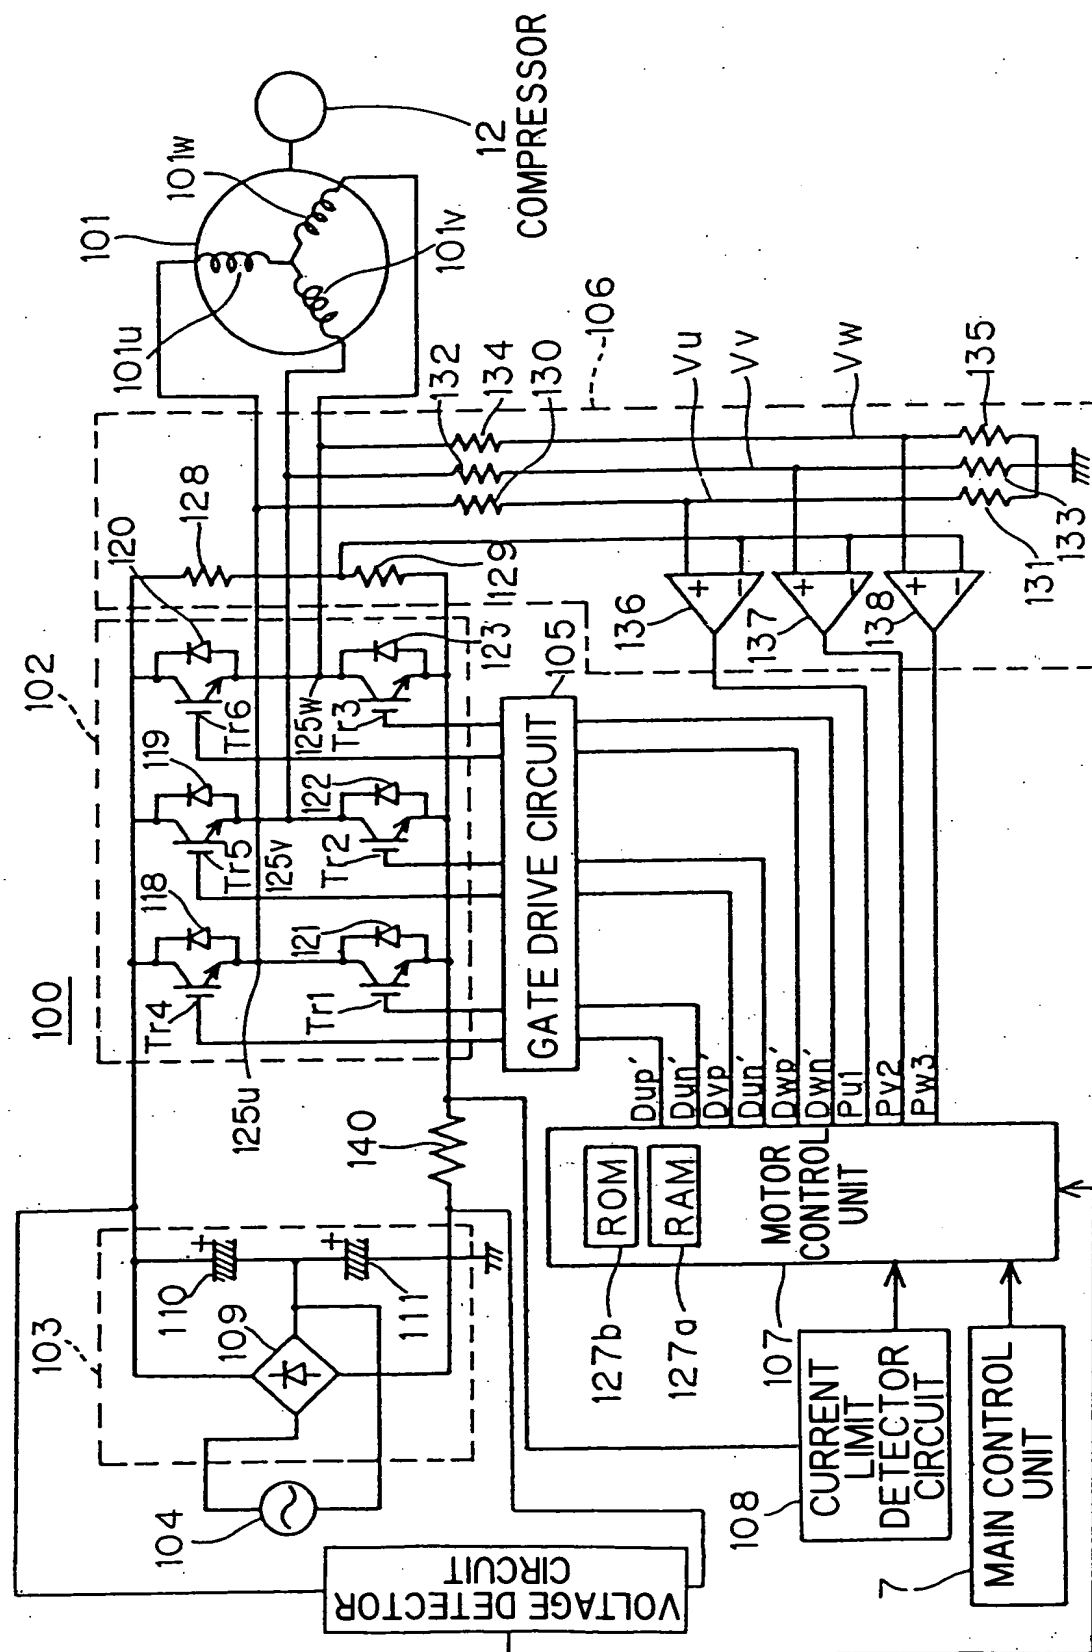 100
101
101u
101w
101v
12
COMPRESSOR
102
118
119
120
128
Tr4
Tr5
Tr6
125u
125v
125w
121
122
123
129
Tr1
Tr2
Tr3
132
134
130
106
103
109
110
+
111
+
104
140
105
GATE DRIVE CIRCUIT
Vu
Vv
Vw
135
133
131
136
+
−
137
+
−
138
+
−
VOLTAGE DETECTOR
CIRCUIT
127b
ROM
127a
RAM
107
MOTOR
CONTROL
UNIT
Dup′
Dun′
Dvp′
Dun′
Dwp′
Dwn′
Pu1
Pv2
Pw3
108
CURRENT
LIMIT
DETECTOR
CIRCUIT
7
MAIN CONTROL
UNIT